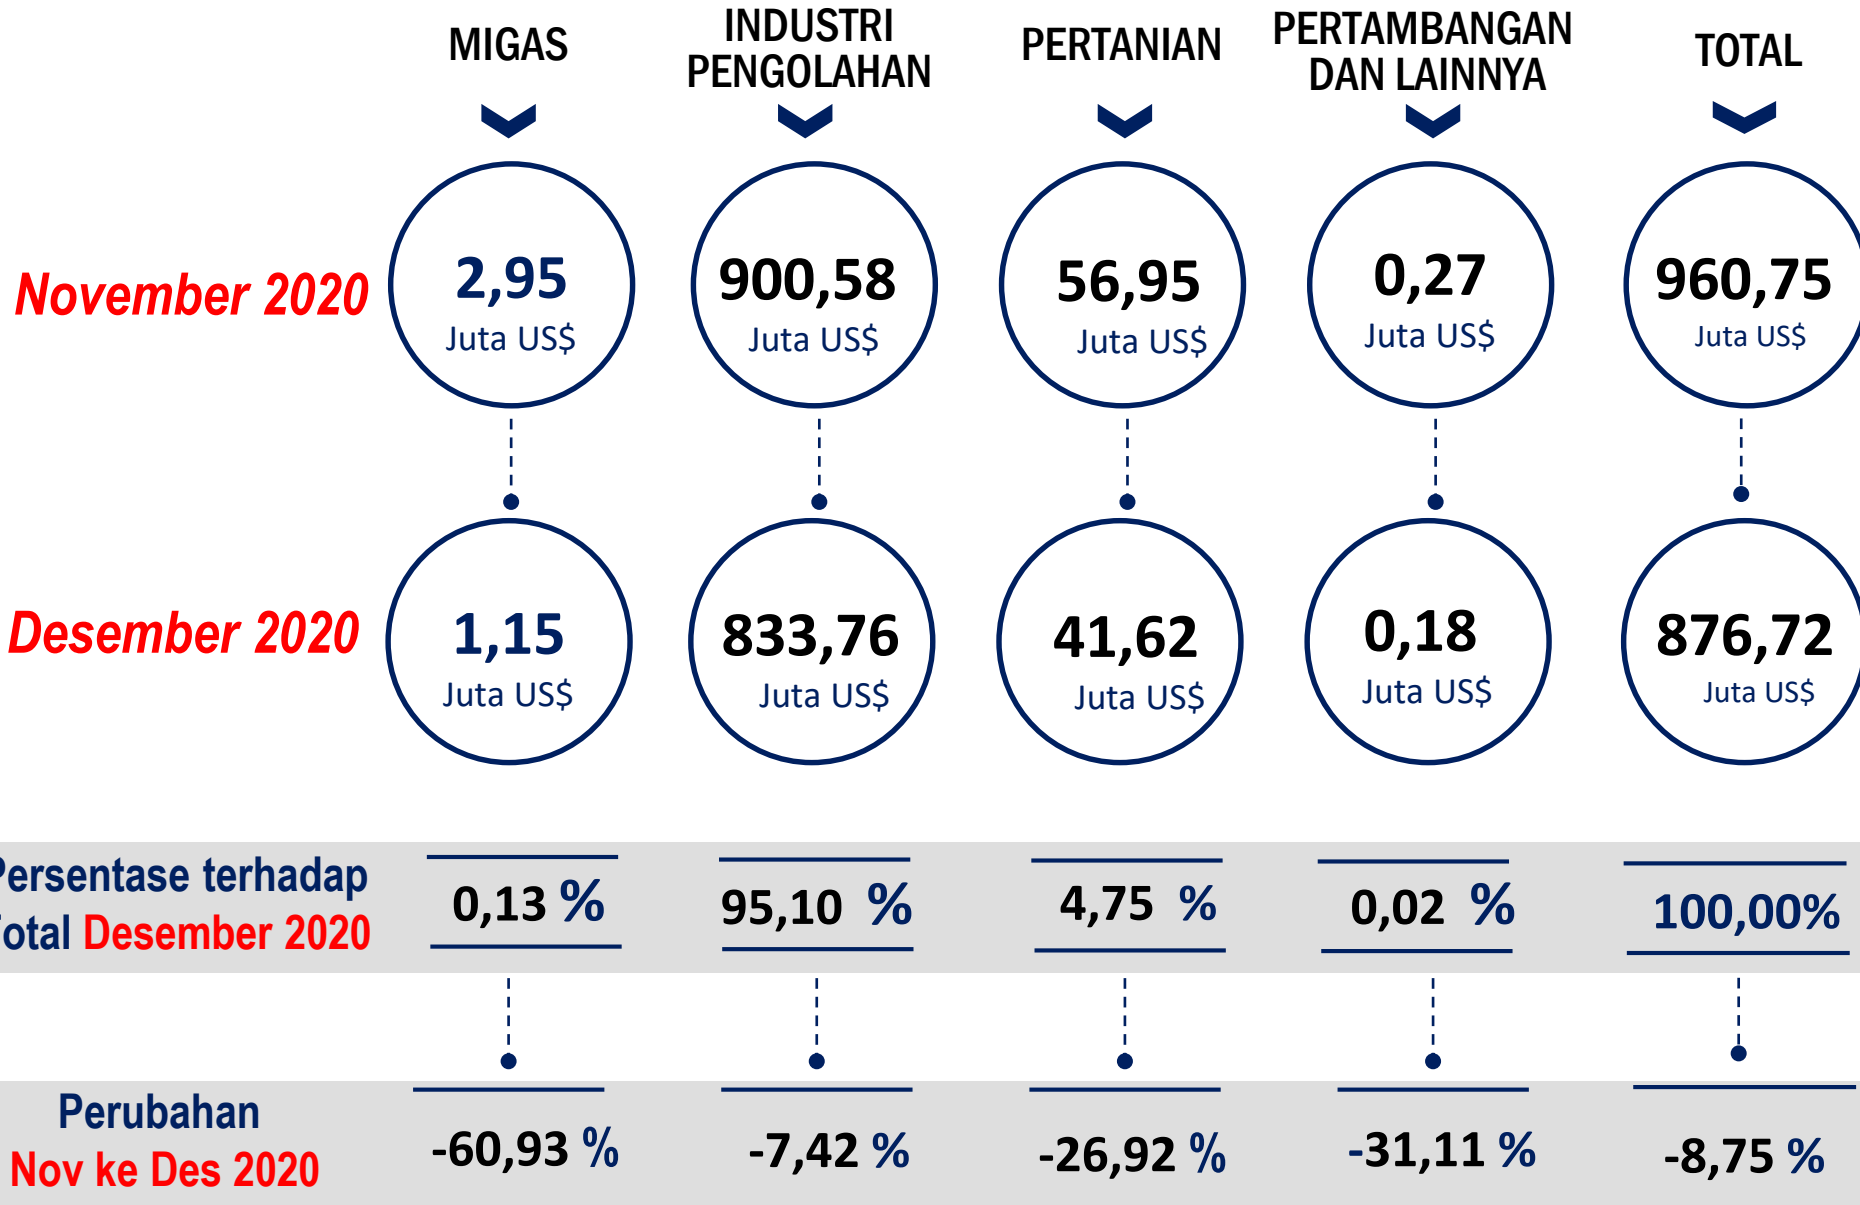 MIGAS
INDUSTRI
PENGOLAHAN
PERTANIAN
PERTAMBANGAN
DAN LAINNYA
TOTAL
November 2020
2,95
Juta US$
900,58
Juta US$
56,95
Juta US$
0,27
Juta US$
960,75
Juta US$
Desember 2020
1,15
Juta US$
833,76
Juta US$
41,62
Juta US$
0,18
Juta US$
876,72
Juta US$
Persentase terhadap
Total Desember 2020
0,13 %
95,10 %
4,75 %
0,02 %
100,00%
Perubahan
Nov ke Des 2020
-60,93 %
-7,42 %
-26,92 %
-31,11 %
-8,75 %